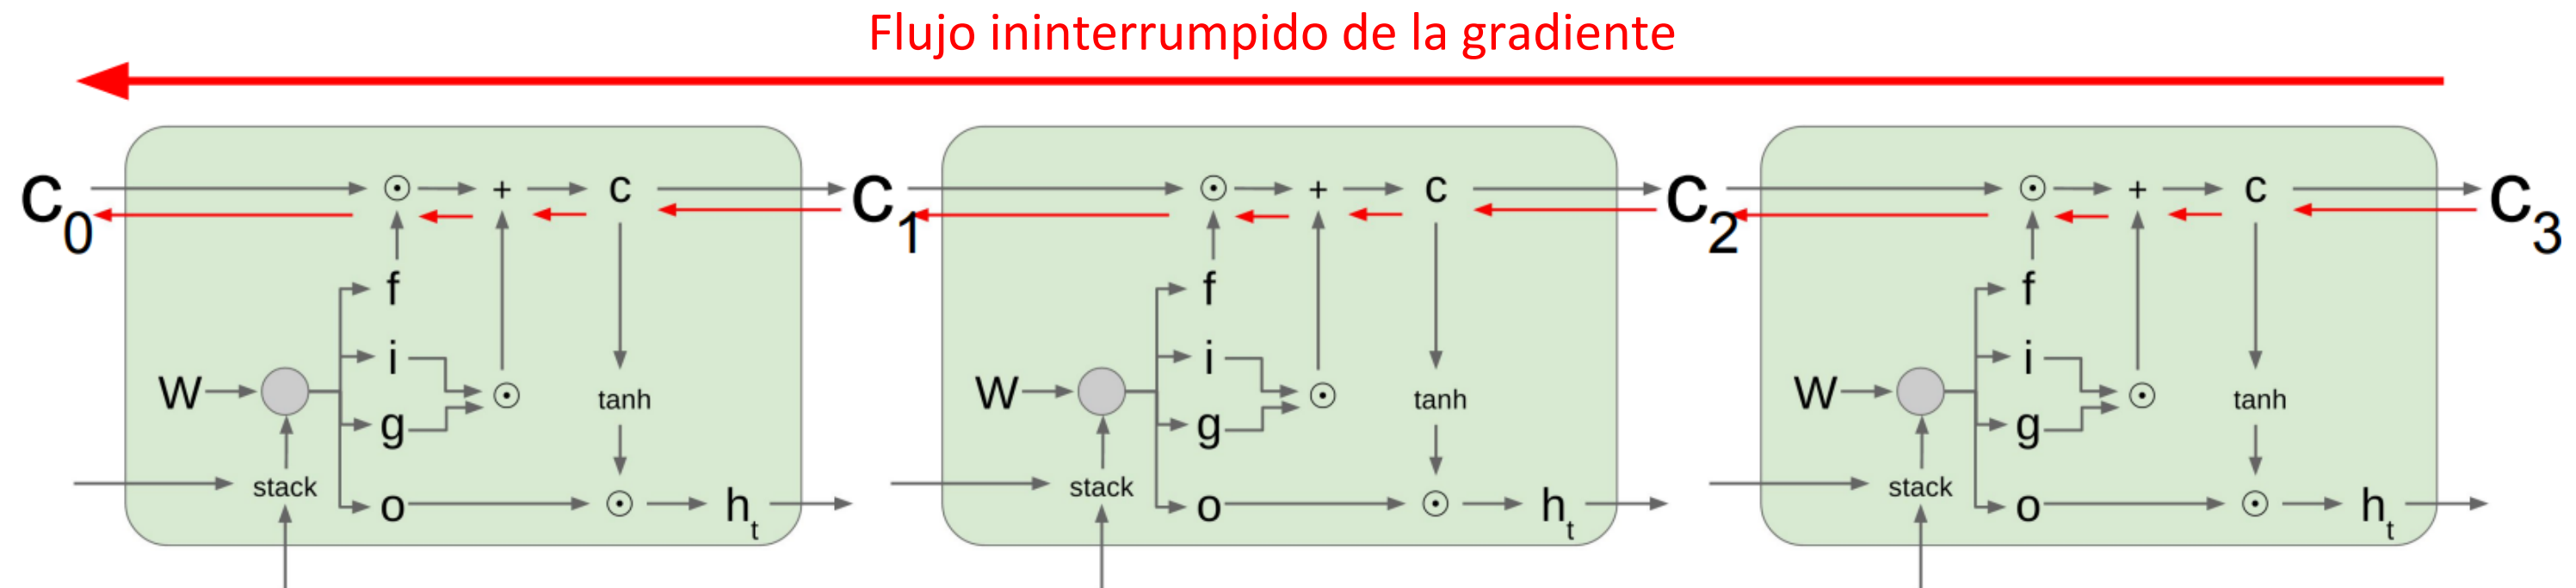 Flujo ininterrumpido de la gradiente
c0 ⊙ + c c1 ⊙ + c c2 ⊙ + c c3
f f f
i i i
W ⊙ tanh W ⊙ tanh W ⊙ tanh
g g g
stack stack stack
o ⊙ ht o ⊙ ht o ⊙ ht